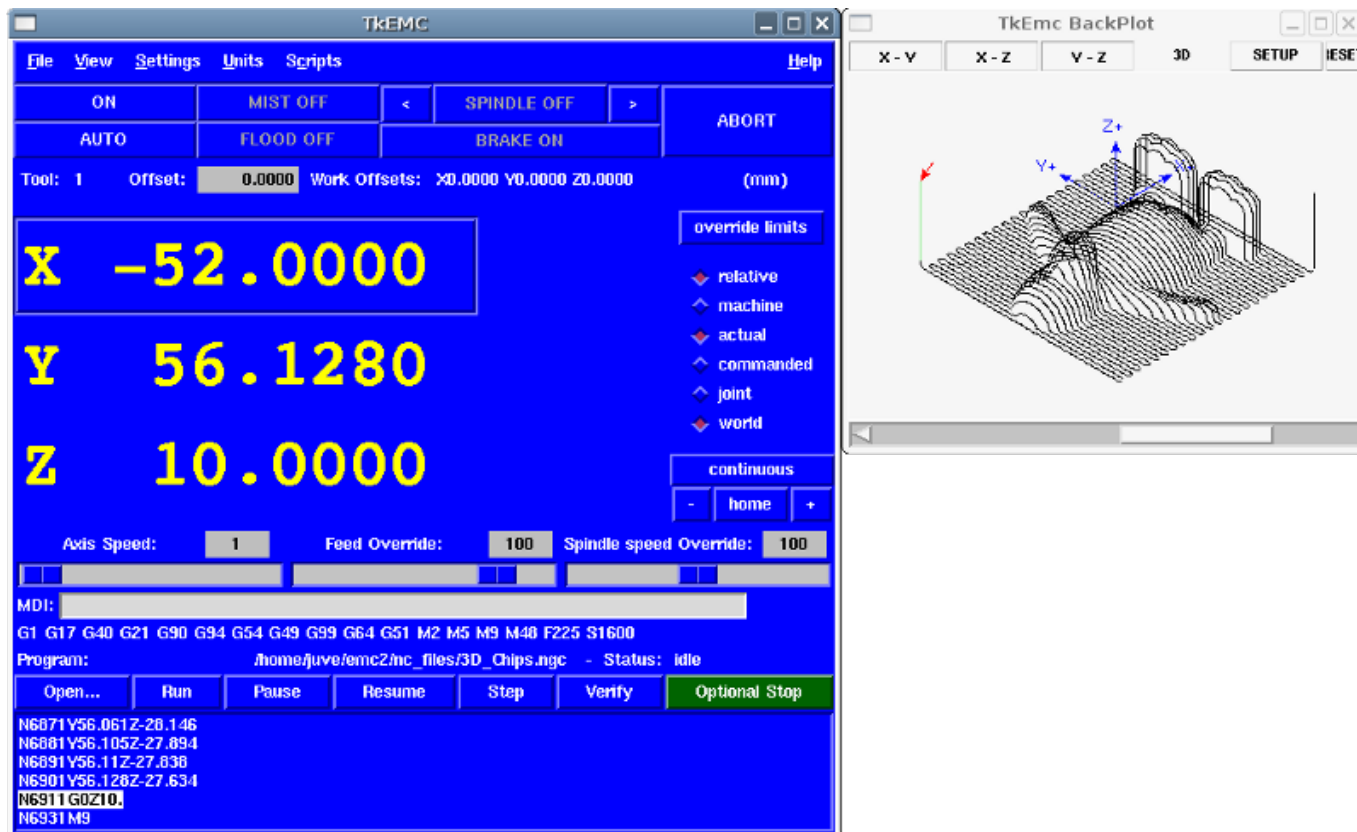 TkEMC
File View Settings Units Scripts Help
ON MIST OFF < SPINDLE OFF > ABORT
AUTO FLOOD OFF BRAKE ON
Tool: 1 Offset: 0.0000 Work Offsets: X0.0000 Y0.0000 Z0.0000 (mm)
override limits
X -52.0000
relative
machine
Y 56.1280
actual
commanded
joint
world
Z 10.0000
continuous
- home +
Axis Speed: 1 Feed Override: 100 Spindle speed Override: 100
MDI:
G1 G17 G40 G21 G90 G94 G54 G49 G99 G64 G51 M2 M5 M9 M48 F225 S1600
Program: /home/juve/emc2/nc_files/3D_Chips.ngc - Status: idle
Open... Run Pause Resume Step Verify Optional Stop
N6871Y56.061Z-28.146
N6881Y56.105Z-27.894
N6891Y56.11Z-27.838
N6901Y56.128Z-27.634
N6911G0Z10.
N6931M9
TkEmc BackPlot
X - Y X - Z Y - Z 3D SETUP
Z+
Y+